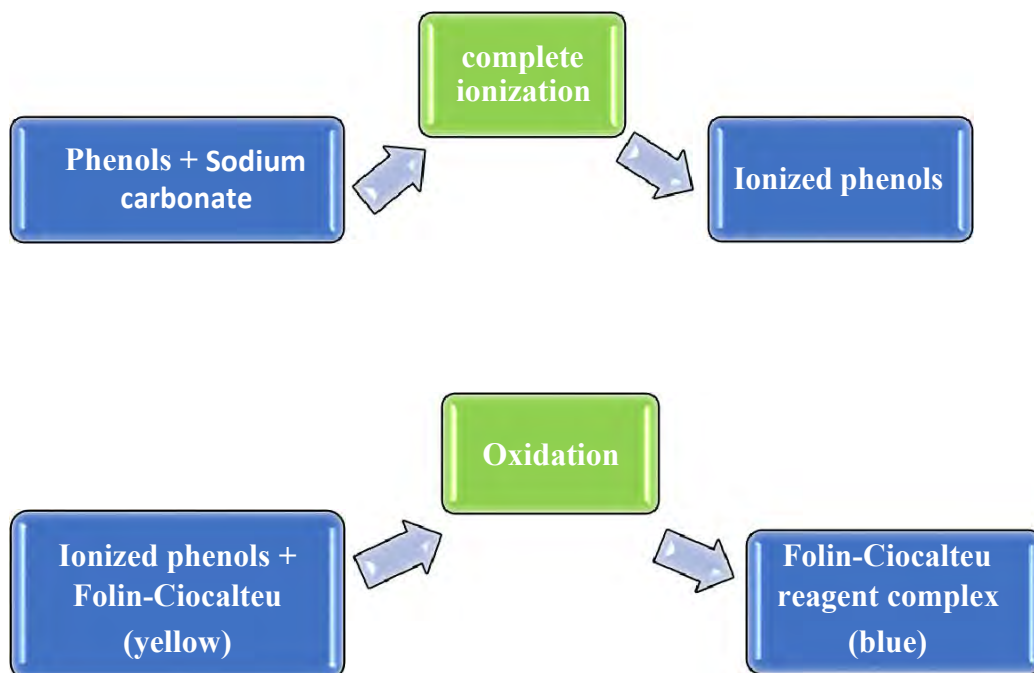 complete
ionization
Phenols + Sodium
carbonate
Ionized phenols
Oxidation
Ionized phenols +
Folin-Ciocalteu
(yellow)
Folin-Ciocalteu
reagent complex
(blue)